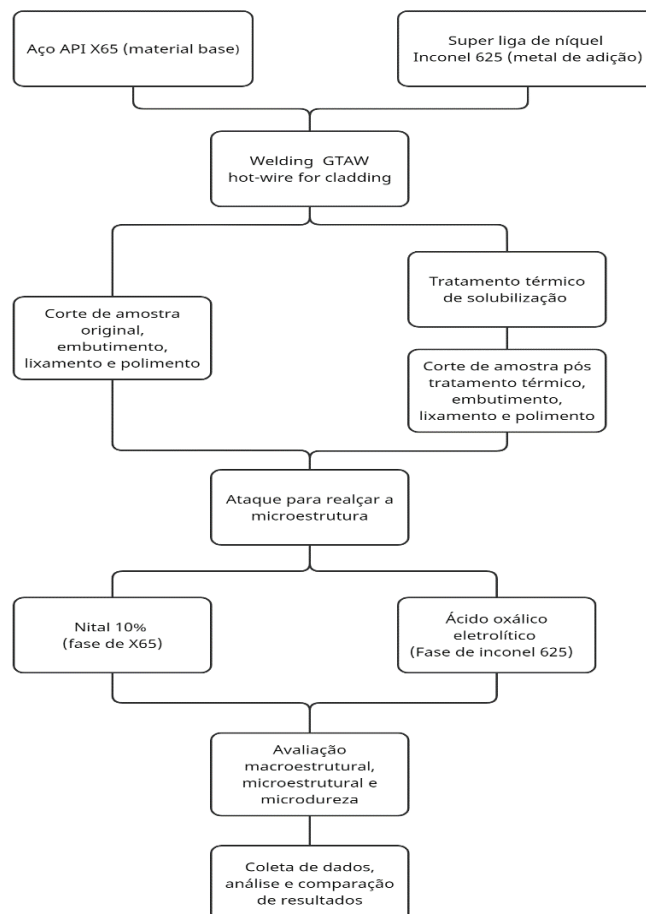 Aço API X65 (material base)
Super liga de níquel
Inconel 625 (metal de adição)
Welding GTAW
hot-wire for cladding
Tratamento térmico
de solubilização
Corte de amostra
original,
embutimento,
lixamento e polimento
Corte de amostra pós
tratamento térmico,
embutimento,
lixamento e polimento
Ataque para realçar a
microestrutura
Nital 10%
(fase de X65)
Ácido oxálico
eletrolítico
(Fase de inconel 625)
Avaliação
macroestrutural,
microestrutural e
microdureza
Coleta de dados,
análise e comparação
de resultados